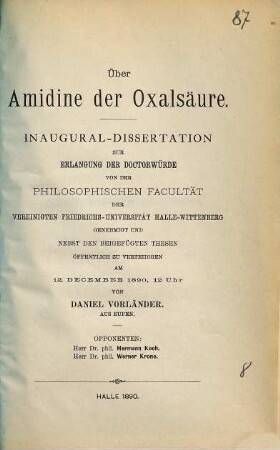 87
Über
Amidine der Oxalsäure.
INAUGURAL-DISSERTATION
ZUR
ERLANGUNG DER DOCTORWÜRDE
VON DER
PHILOSOPHISCHEN FACULTÄT
DER
VEREINIGTEN FRIEDRICHS-UNIVERSITÄT HALLE-WITTENBERG
GENEHMIGT UND
NEBST DEN BEIGEFÜGTEN THESEN
ÖFFENTLICH ZU VERTEIDIGEN
AM
12. DECEMBER 1890, 12 Uhr
VON
DANIEL VORLÄNDER.
AUS EUPEN.
OPPONENTEN:
Herr Dr. phil. Hermann Koch.
Herr Dr. phil. Werner Krone.
8
HALLE 1890.